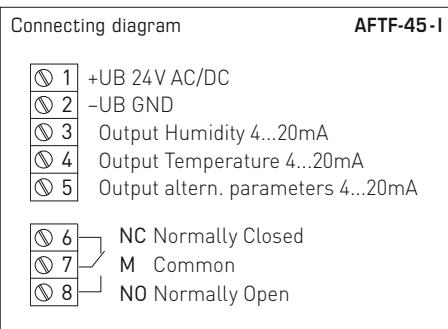 Connecting diagram AFTF-45-I
1 +UB 24V AC/DC
2 –UB GND
3 Output Humidity 4...20mA
4 Output Temperature 4...20mA
5 Output altern. parameters 4...20mA
6 NC Normally Closed
7 M Common
8 NO Normally Open